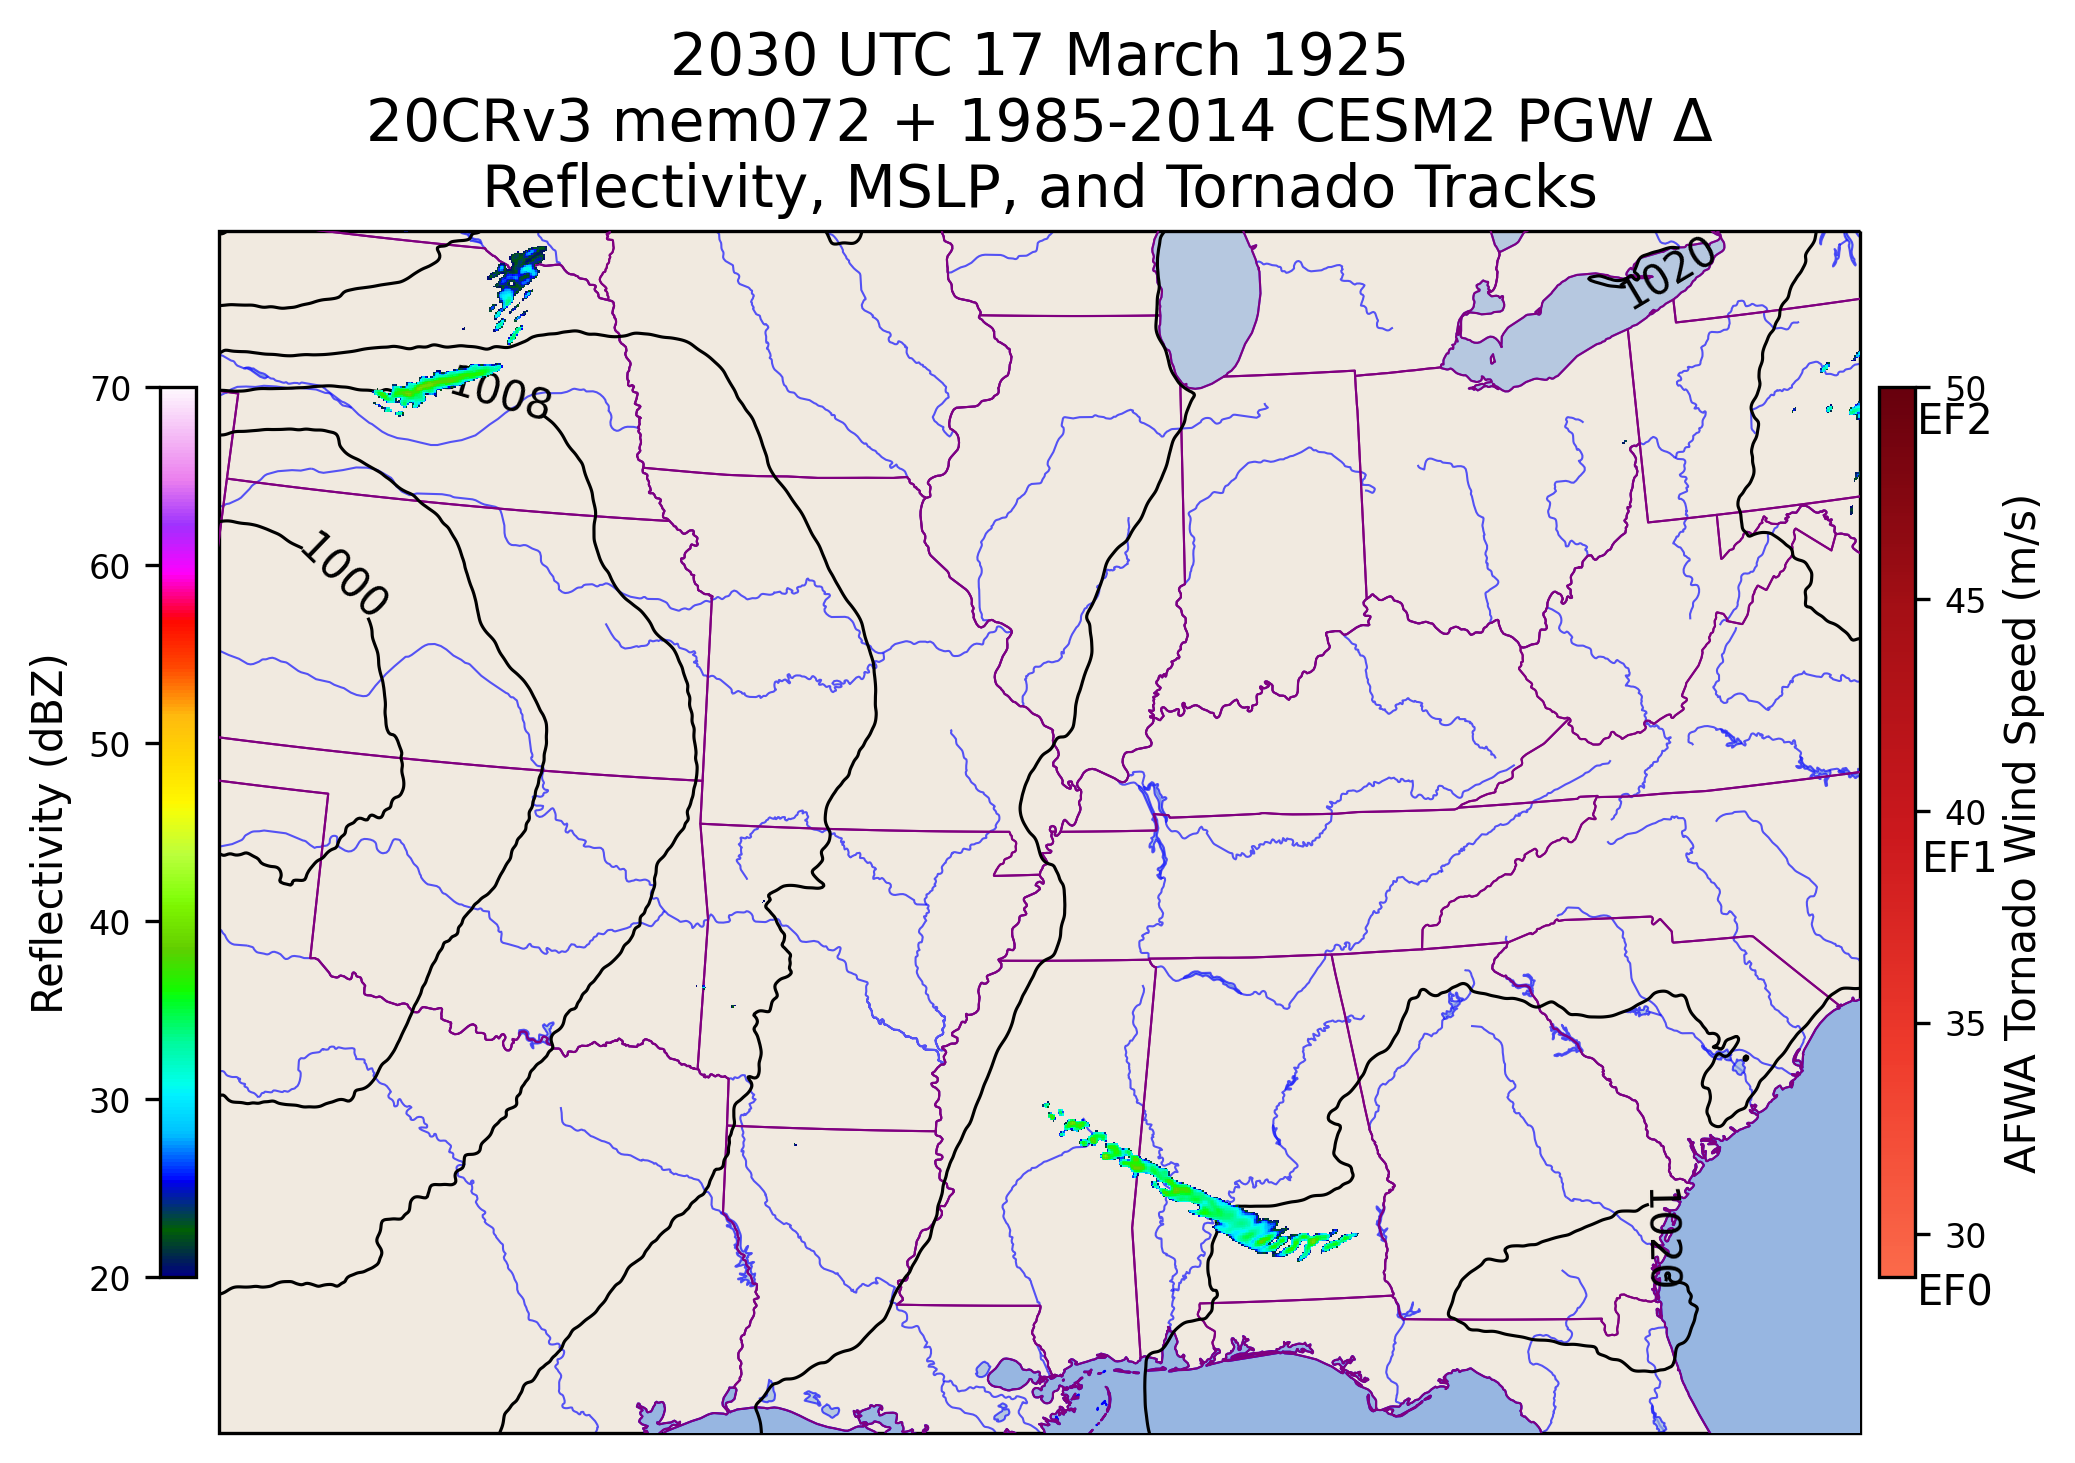 2030 UTC 17 March 1925
20CRv3 mem072 + 1985-2014 CESM2 PGW Δ
Reflectivity, MSLP, and Tornado Tracks
1020
1008
1000
1020
70
60
50
40
30
20
Reflectivity (dBZ)
50
EF2
45
40
EF1
35
30
EF0
AFWA Tornado Wind Speed (m/s)